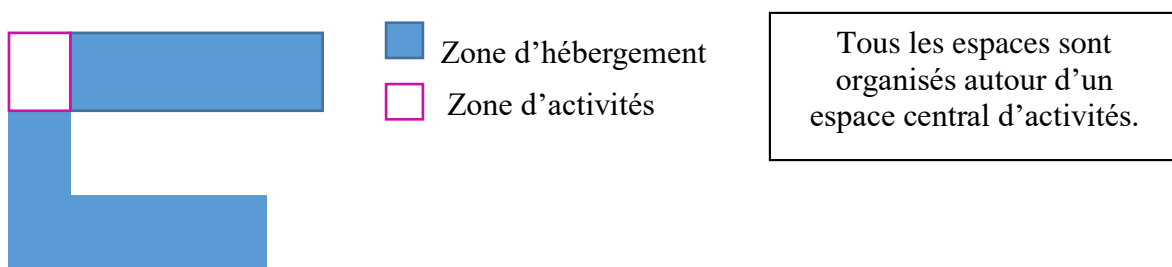 Zone d’hébergement
Zone d’activités
Tous les espaces sont
organisés autour d’un
espace central d’activités.